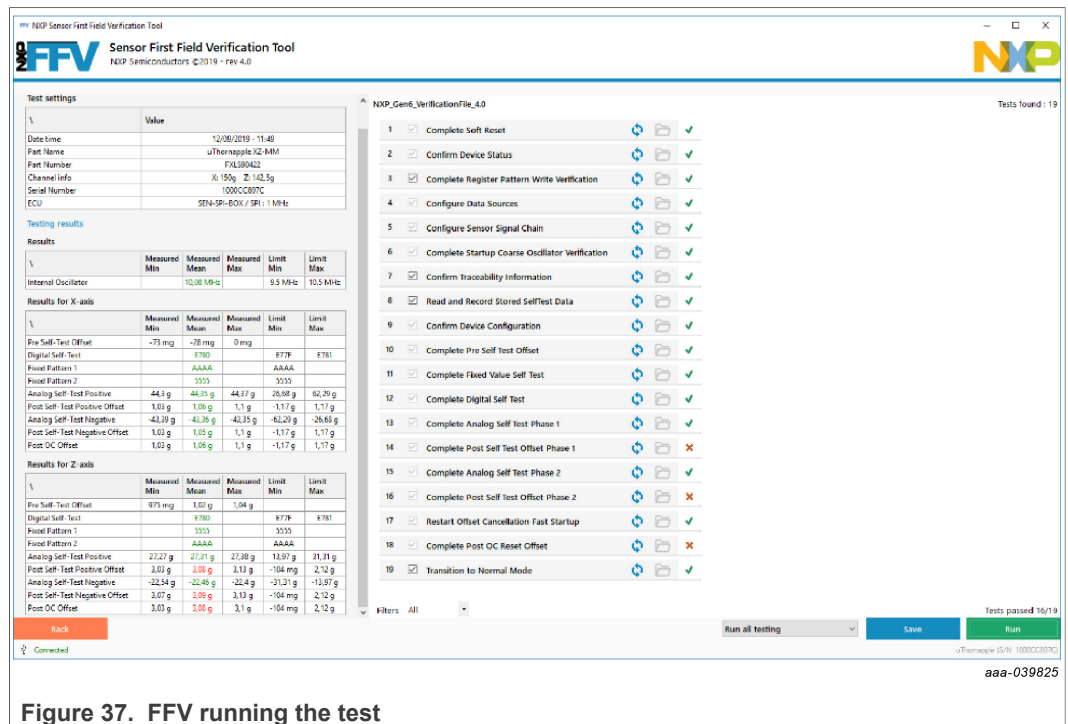 FFV NXP Sensor First Field Verification Tool
NXP FFV Sensor First Field Verification Tool
NXP Semiconductors ©2019 - rev 4.0
NXP
Test settings
\ Value
Date time 12/09/2019 - 11:49
Part Name uThornapple XZ-MM
Part Number FXLS90422
Channel info X: 150g Z: 142,5g
Serial Number 1000CC807C
ECU SEN-SPI-BOX / SPI : 1 MHz
Testing results
Results
\ Measured Min Measured Mean Measured Max Limit Min Limit Max
Internal Oscillator 10,08 MHz 9.5 MHz 10.5 MHz
Results for X-axis
\ Measured Min Measured Mean Measured Max Limit Min Limit Max
Pre Self-Test Offset -73 mg -28 mg 0 mg
Digital Self-Test E780 E77F E781
Fixed Pattern 1 AAAA AAAA
Fixed Pattern 2 5555 5555
Analog Self-Test Positive 44,3 g 44,35 g 44,37 g 26,68 g 62,29 g
Post Self-Test Positive Offset 1,03 g 1,06 g 1,1 g -1,17 g 1,17 g
Analog Self-Test Negative -43,39 g -43,36 g -43,35 g -62,29 g -26,68 g
Post Self-Test Negative Offset 1,03 g 1,05 g 1,1 g -1,17 g 1,17 g
Post OC Offset 1,03 g 1,06 g 1,1 g -1,17 g 1,17 g
Results for Z-axis
\ Measured Min Measured Mean Measured Max Limit Min Limit Max
Pre Self-Test Offset 975 mg 1,02 g 1,04 g
Digital Self-Test E780 E77F E781
Fixed Pattern 1 5555 5555
Fixed Pattern 2 AAAA AAAA
Analog Self-Test Positive 27,27 g 27,31 g 27,38 g 13,97 g 31,31 g
Post Self-Test Positive Offset 3,03 g 3,08 g 3,13 g -104 mg 2,12 g
Analog Self-Test Negative -22,54 g -22,46 g -22,4 g -31,31 g -13,97 g
Post Self-Test Negative Offset 3,07 g 3,09 g 3,13 g -104 mg 2,12 g
Post OC Offset 3,03 g 3,08 g 3,1 g -104 mg 2,12 g
NXP_Gen6_VerificationFile_4.0 Tests found : 19
1 Complete Soft Reset
2 Confirm Device Status
3 Complete Register Pattern Write Verification
4 Configure Data Sources
5 Configure Sensor Signal Chain
6 Complete Startup Coarse Oscillator Verification
7 Confirm Traceability Information
8 Read and Record Stored SelfTest Data
9 Confirm Device Configuration
10 Complete Pre Self Test Offset
11 Complete Fixed Value Self Test
12 Complete Digital Self Test
13 Complete Analog Self Test Phase 1
14 Complete Post Self Test Offset Phase 1
15 Complete Analog Self Test Phase 2
16 Complete Post Self Test Offset Phase 2
17 Restart Offset Cancellation Fast Startup
18 Complete Post OC Reset Offset
19 Transition to Normal Mode
Filters All Tests passed 16/19
Back Run all testing Save Run
Connected uThornapple (S/N 1000CC807C)
aaa-039825
Figure 37. FFV running the test